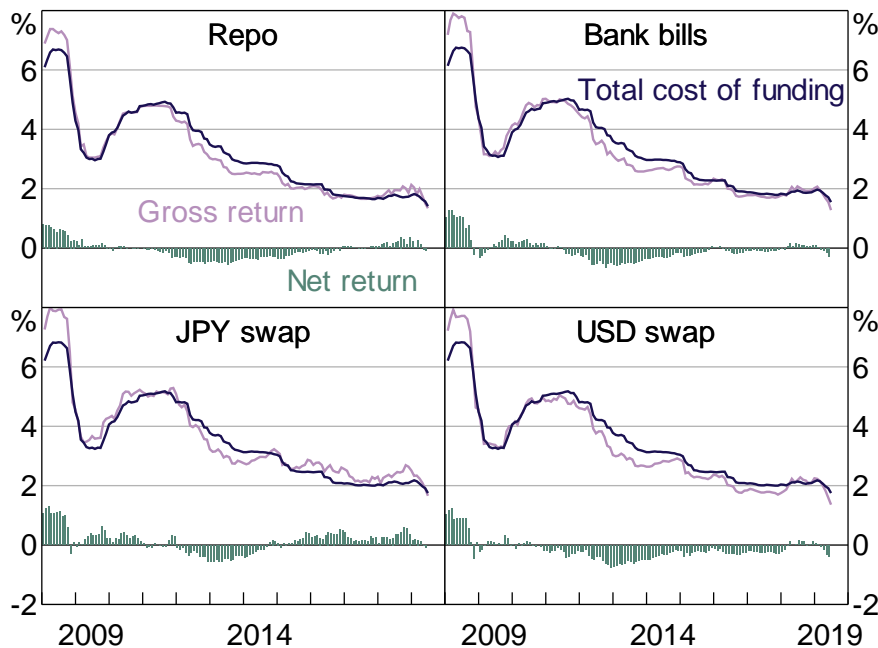 % Repo Bank bills %
6 Total cost of funding 6
4 4
2 Gross return 2
0 Net return 0
% JPY swap USD swap %
6 6
4 4
2 2
0 0
-2 -2
2009 2014 2009 2014 2019